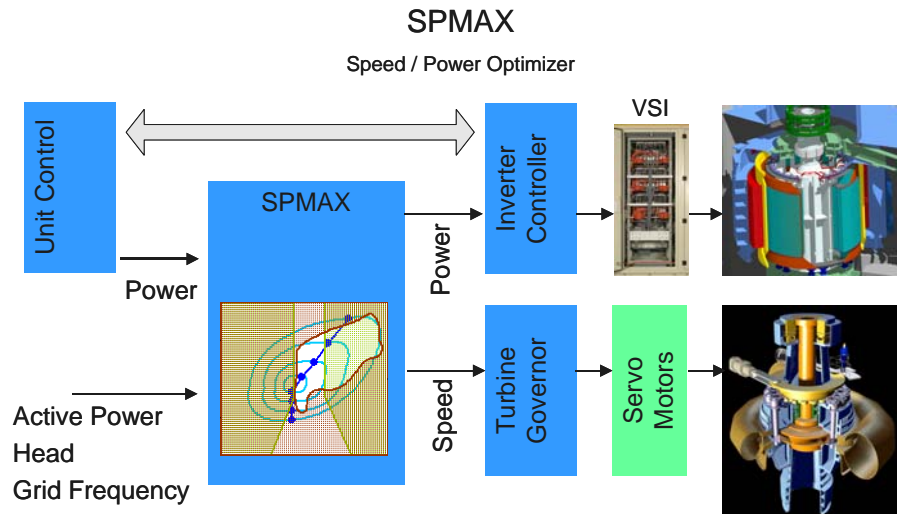 SPMAX
Speed / Power Optimizer
Unit Control
SPMAX
Power
Active Power
Head
Grid Frequency
Power
Speed
Inverter
Controller
VSI
Turbine
Governor
Servo
Motors